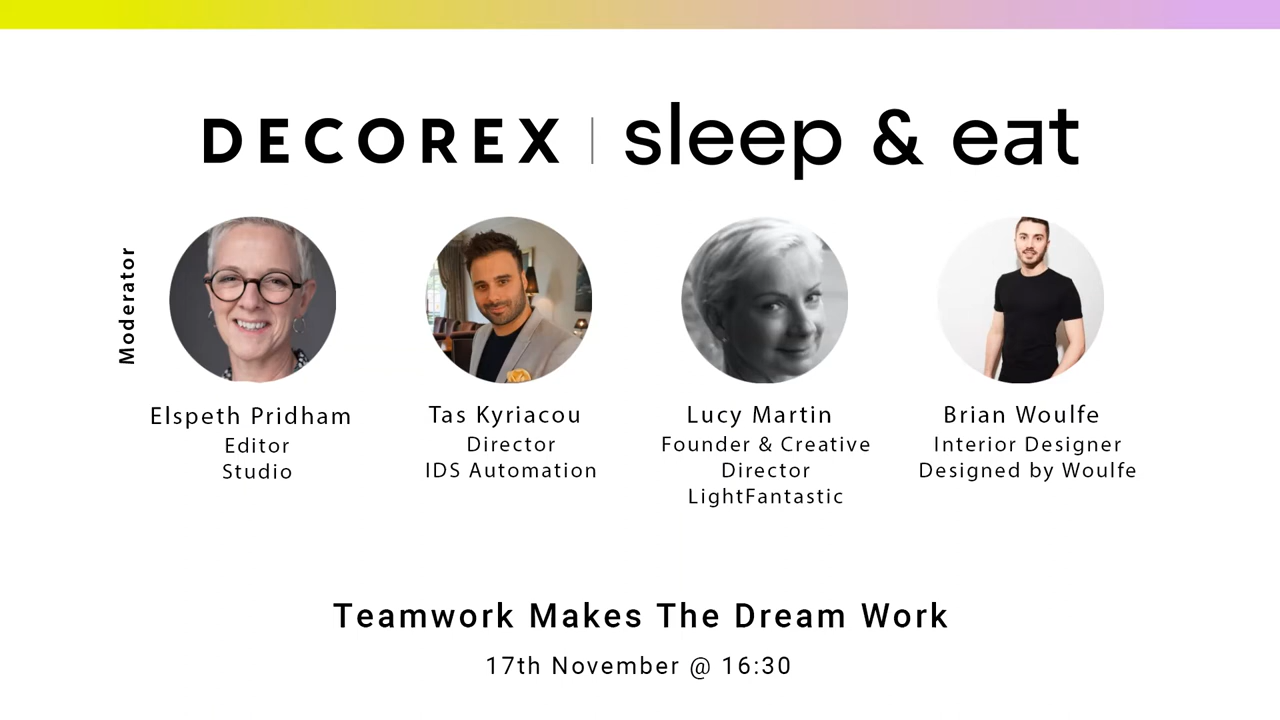 DECOREX | sleep & eat
Moderator
Elspeth Pridham
Editor
Studio
Tas Kyriacou
Director
IDS Automation
Lucy Martin
Founder & Creative
Director
LightFantastic
Brian Woulfe
Interior Designer
Designed by Woulfe
Teamwork Makes The Dream Work
17th November @ 16:30